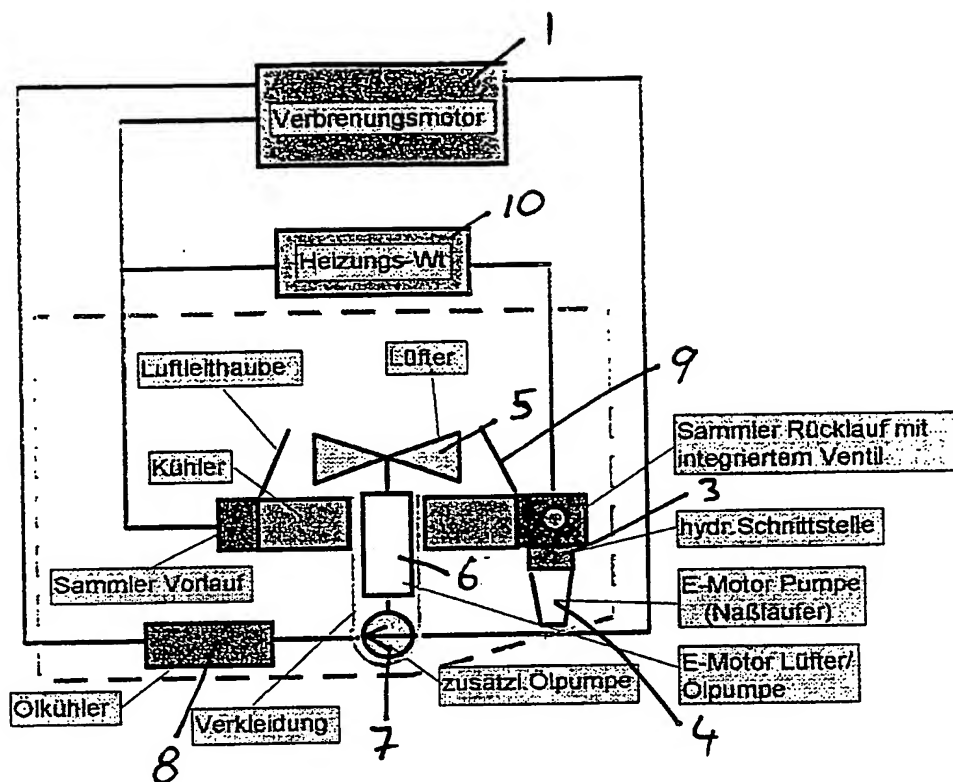 1
Verbrenungsmotor
10
Heizungs-Wt
Luftleithaube
Lüfter
9
5
Kühler
Sammler Rücklauf mit
integriertem Ventil
3
hydr.Schnittstelle
Sammler Vorlauf
6
E-Motor Pumpe
(Naßläufer)
E-Motor Lüfter/
Ölpumpe
zusätzl.Ölpumpe
Ölkühler
Verkleidung
8
7
4